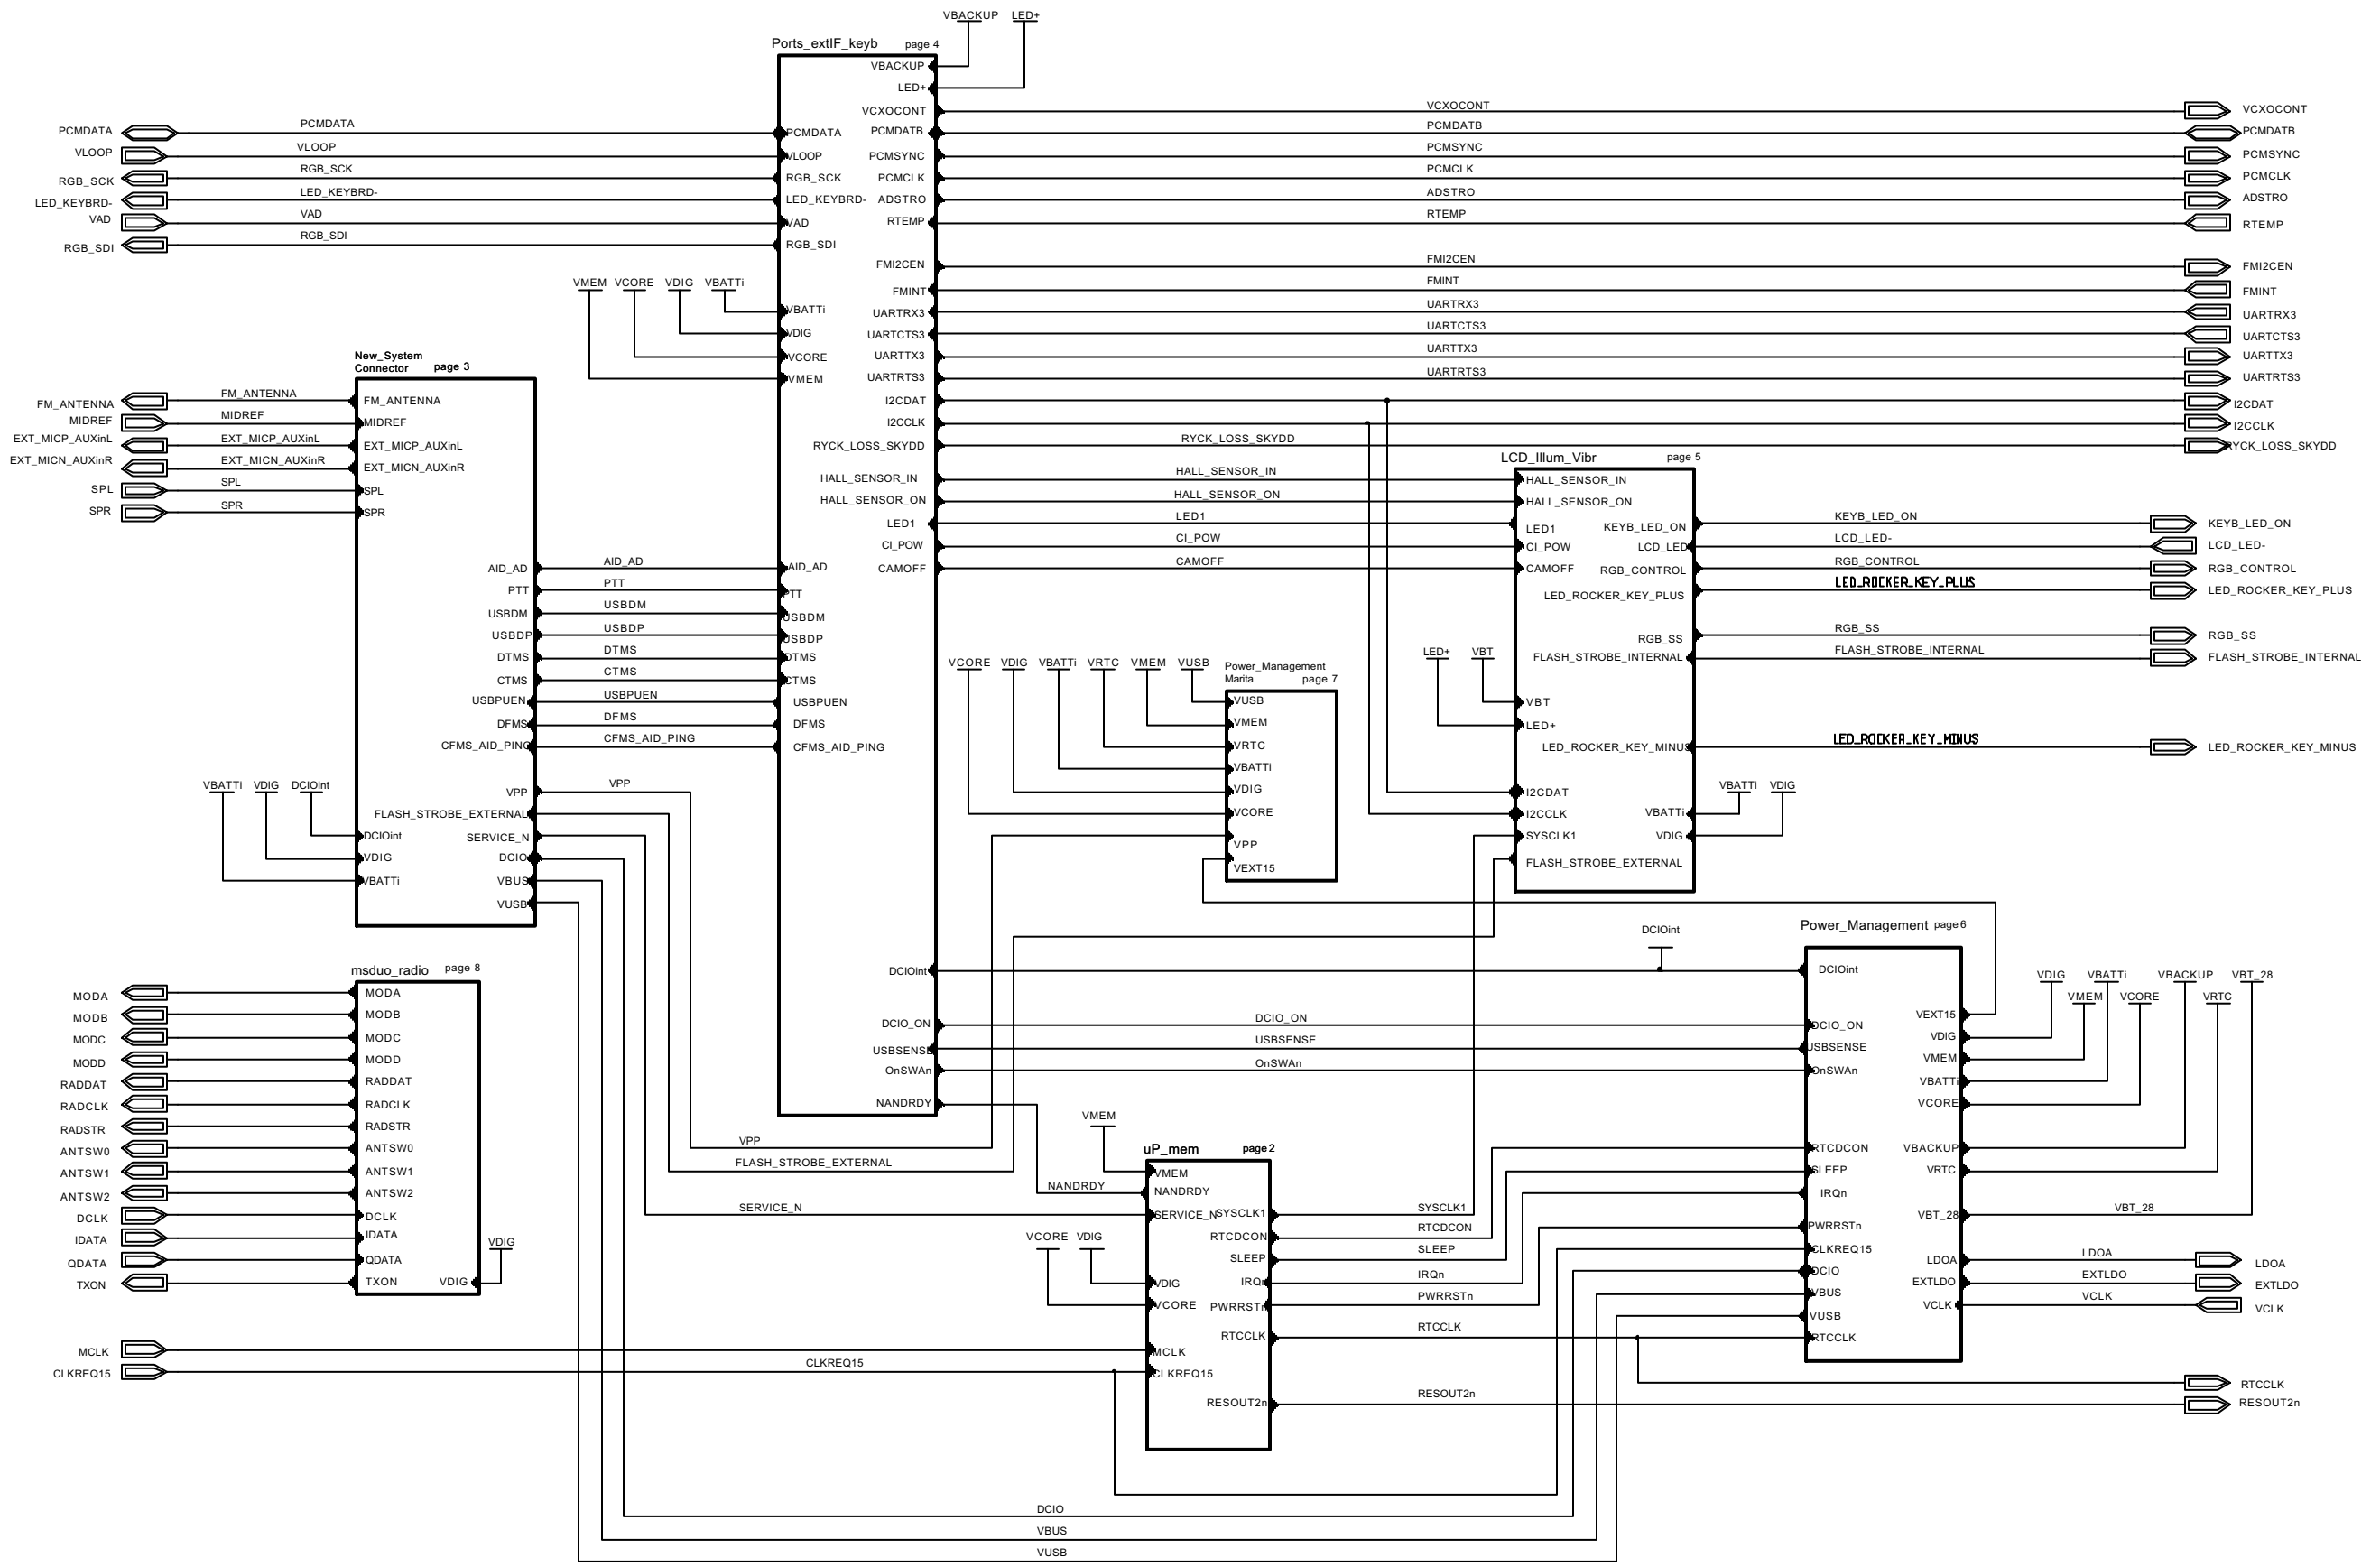 VBACKUP LED+
Ports_extIF_keyb page 4
VBACKUP
LED+
VCXOCONT VCXOCONT VCXOCONT
PCMDATA PCMDATA PCMDATA PCMDATB PCMDATB PCMDATB
VLOOP VLOOP VLOOP PCMSYNC PCMSYNC PCMSYNC
RGB_SCK RGB_SCK RGB_SCK PCMCLK PCMCLK PCMCLK
LED_KEYBRD- LED_KEYBRD- LED_KEYBRD- ADSTRO ADSTRO ADSTRO
VAD VAD VAD RTEMP RTEMP RTEMP
RGB_SDI RGB_SDI RGB_SDI
FMI2CEN FMI2CEN FMI2CEN
VMEM VCORE VDIG VBATTi FMINT FMINT FMINT
VBATTi UARTRX3 UARTRX3 UARTRX3
VDIG UARTCTS3 UARTCTS3 UARTCTS3
VCORE UARTTX3 UARTTX3 UARTTX3
VMEM UARTRTS3 UARTRTS3 UARTRTS3
New_System
Connector page 3
FM_ANTENNA FM_ANTENNA FM_ANTENNA I2CDAT I2CDAT
MIDREF MIDREF MIDREF I2CCLK I2CCLK
EXT_MICP_AUXinL EXT_MICP_AUXinL EXT_MICP_AUXinL RYCK_LOSS_SKYDD RYCK_LOSS_SKYDD RYCK_LOSS_SKYDD
EXT_MICN_AUXinR EXT_MICN_AUXinR EXT_MICN_AUXinR
LCD_Illum_Vibr page 5
SPL SPL SPL HALL_SENSOR_IN HALL_SENSOR_IN HALL_SENSOR_IN
SPR SPR SPR HALL_SENSOR_ON HALL_SENSOR_ON HALL_SENSOR_ON
LED1 LED1 LED1 KEYB_LED_ON KEYB_LED_ON KEYB_LED_ON
CI_POW CI_POW CI_POW LCD_LED LCD_LED- LCD_LED-
AID_AD AID_AD AID_AD CAMOFF CAMOFF CAMOFF RGB_CONTROL RGB_CONTROL RGB_CONTROL
PTT PTT PTT LED_ROCKER_KEY_PLUS LED_ROCKER_KEY_PLUS LED_ROCKER_KEY_PLUS
USBDM USBDM USBDM
USBDP USBDP USBDP RGB_SS RGB_SS RGB_SS
DTMS DTMS DTMS FLASH_STROBE_INTERNAL FLASH_STROBE_INTERNAL FLASH_STROBE_INTERNAL
VCORE VDIG VBATTi VRTC VMEM VUSB LED+ VBT
Power_Management
Marita page 7
CTMS CTMS CTMS
USBPUEN USBPUEN USBPUEN VUSB VBT
DFMS DFMS DFMS VMEM LED+
CFMS_AID_PING CFMS_AID_PING CFMS_AID_PING VRTC LED_ROCKER_KEY_MINUS LED_ROCKER_KEY_MINUS LED_ROCKER_KEY_MINUS
VBATTi
VBATTi VDIG DCIOint VBATTi VDIG
VPP VPP VDIG I2CDAT
FLASH_STROBE_EXTERNAL VCORE I2CCLK VBATTi
DCIOint SERVICE_N VPP SYSCLK1 VDIG
VDIG DCIO VEXT15 FLASH_STROBE_EXTERNAL
VBATTi VBUS
VUSB
Power_Management page 6
DCIOint
msduo_radio page 8
DCIOint DCIOint
VDIG VBATTi VBACKUP VBT_28
VMEM VCORE VRTC
MODA MODA
MODB MODB VEXT15
DCIO_ON DCIO_ON DCIO_ON
MODC MODC VDIG
USBSENSE USBSENSE USBSENSE
MODD MODD VMEM
OnSWAn OnSWAn OnSWAn
RADDAT RADDAT VBATTi
RADCLK RADCLK NANDRDY VCORE
RADSTR RADSTR VMEM
ANTSW0 ANTSW0 VPP RTCDCON VBACKUP
uP_mem page 2
ANTSW1 ANTSW1 FLASH_STROBE_EXTERNAL VMEM SLEEP VRTC
ANTSW2 ANTSW2 NANDRDY NANDRDY IRQn
DCLK DCLK SERVICE_N SERVICE_N SYSCLK1 SYSCLK1 VBT_28 VBT_28
IDATA IDATA RTCDCON RTCDCON PWRRSTn
VDIG VCORE VDIG
QDATA QDATA SLEEP SLEEP CLKREQ15 LDOA LDOA LDOA
TXON TXON VDIG VDIG IRQn IRQn DCIO EXTLDO EXTLDO EXTLDO
VCORE PWRRSTn PWRRSTn VBUS VCLK VCLK VCLK
VUSB
RTCCLK RTCCLK RTCCLK
MCLK MCLK
CLKREQ15 CLKREQ15 CLKREQ15 RTCCLK
RESOUT2n RESOUT2n RESOUT2n
DCIO
VBUS
VUSB